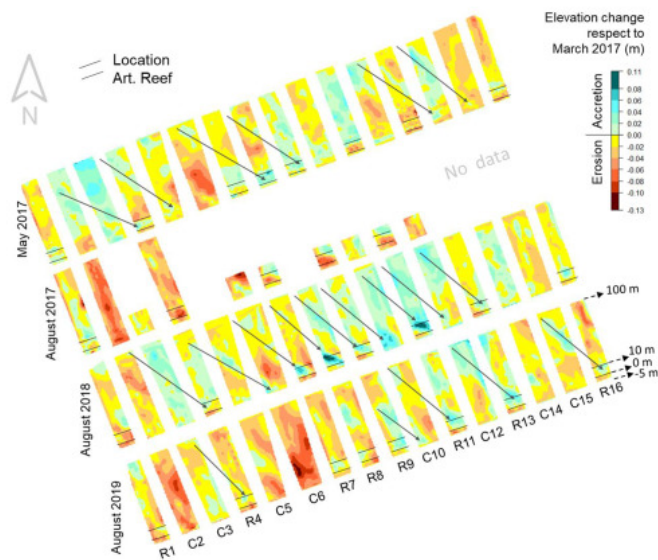 Elevation change
respect to
March 2017 (m)
Location
Art. Reef
N
Accretion
Erosion
0.11
0.08
0.06
0.04
0.02
0.00
-0.02
-0.04
-0.06
-0.08
-0.10
-0.13
No data
May 2017
August 2017
August 2018
August 2019
100 m
10 m
0 m
-5 m
R1
C2
C3
R4
C5
C6
R7
R8
R9
C10
R11
C12
R13
C14
C15
R16